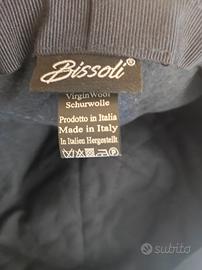 Bissoli
Virgin Wool
Schurwolle
Prodotto in Italia
Made in Italy
In Italien Hergestellt
subito